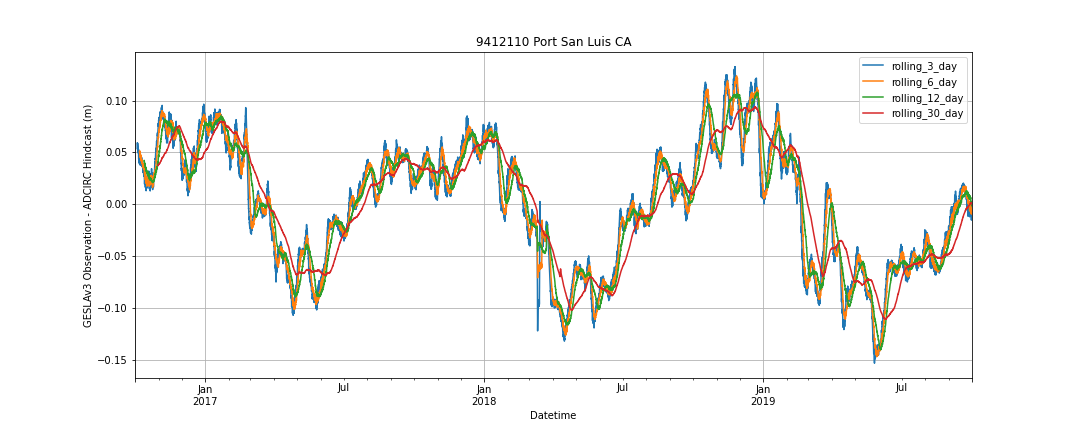 9412110 Port San Luis CA
rolling_3_day
rolling_6_day
rolling_12_day
rolling_30_day
GESLAv3 Observation - ADCIRC Hindcast (m)
0.10
0.05
0.00
−0.05
−0.10
−0.15
Jan
2017
Jul
Jan
2018
Jul
Jan
2019
Jul
Datetime